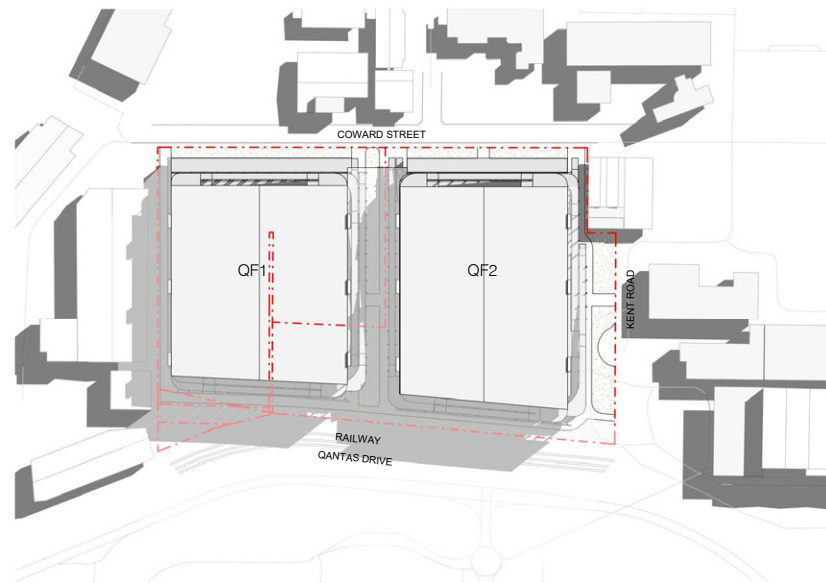 COWARD STREET
QF1
QF2
KENT ROAD
RAILWAY
QANTAS DRIVE